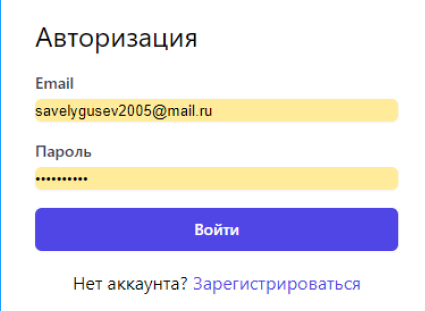 Авторизация
Email
savelygusev2005@mail.ru
Пароль
••••••••••
Войти
Нет аккаунта? Зарегистрироваться